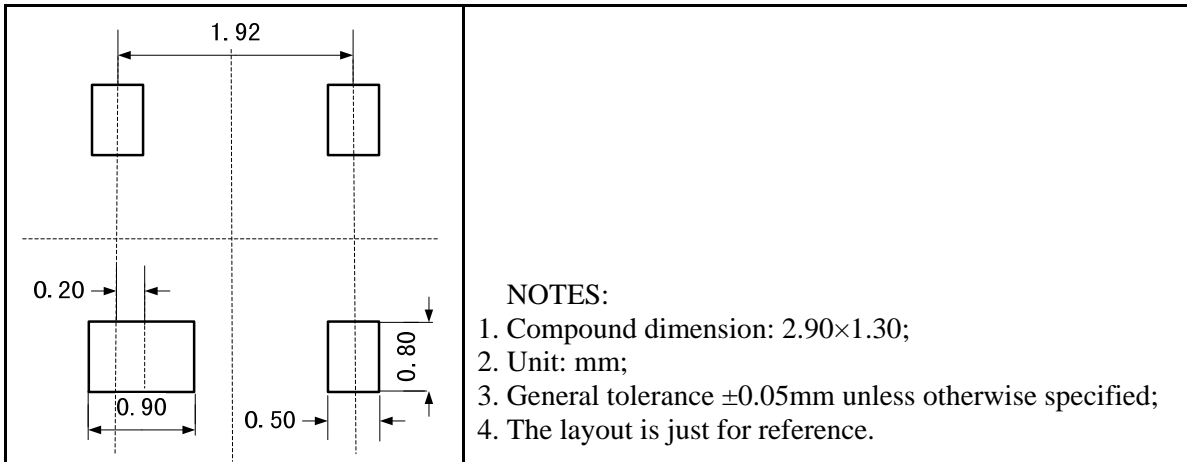 1.92
0.20
0.80
0.90
0.50
NOTES:
1. Compound dimension: 2.90×1.30;
2. Unit: mm;
3. General tolerance ±0.05mm unless otherwise specified;
4. The layout is just for reference.